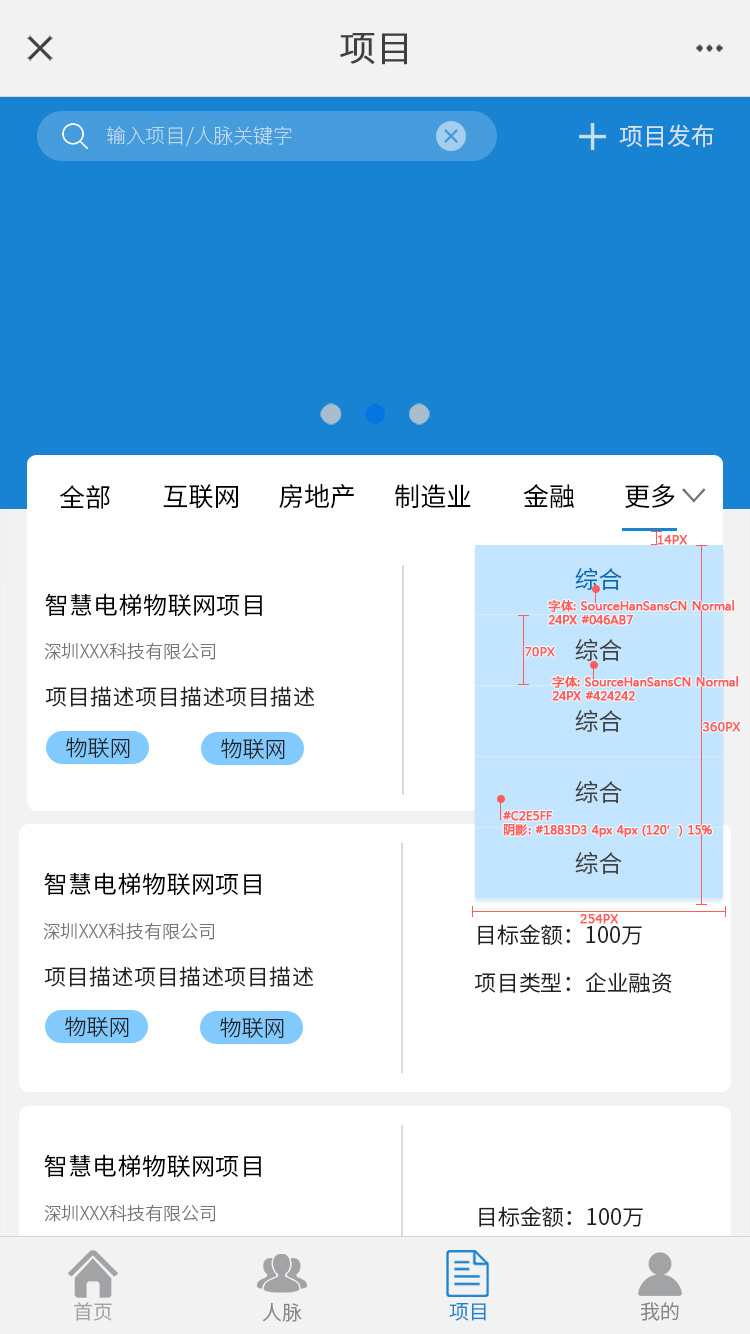 项目
输入项目/人脉关键字
项目发布
全部 互联网 房地产 制造业 金融 更多
14PX
综合
字体: SourceHanSansCN Normal
24PX #046AB7
综合
70PX
字体: SourceHanSansCN Normal
24PX #424242
综合
360PX
综合
#C2E5FF
阴影: #1883D3 4px 4px (120′) 15%
综合
254PX
智慧电梯物联网项目
深圳XXX科技有限公司
项目描述项目描述项目描述
物联网 物联网
智慧电梯物联网项目
深圳XXX科技有限公司
项目描述项目描述项目描述
物联网 物联网
目标金额：100万
项目类型：企业融资
智慧电梯物联网项目
深圳XXX科技有限公司
目标金额：100万
首页 人脉 项目 我的